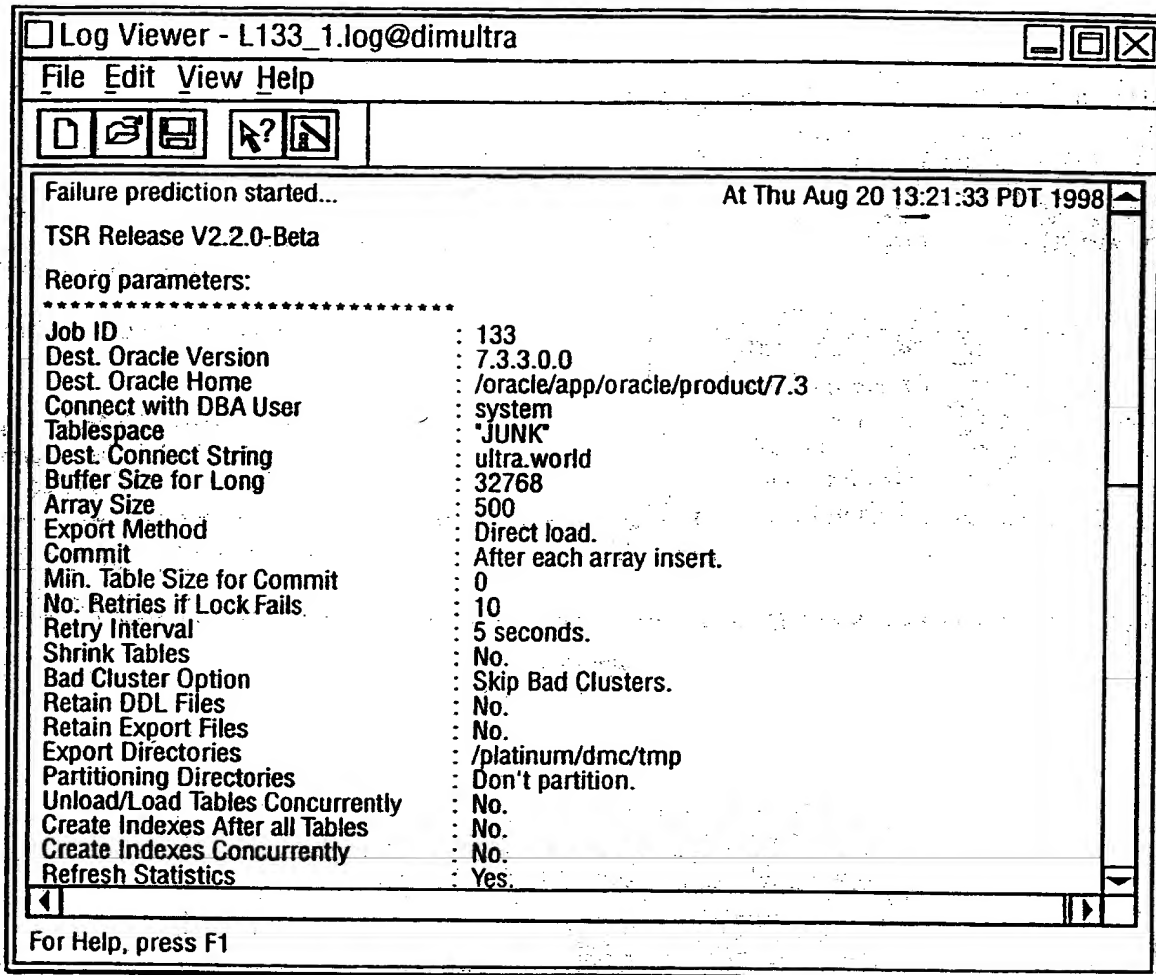 Log Viewer - L133_1.log@dimultra
File Edit View Help
Failure prediction started... At Thu Aug 20 13:21:33 PDT 1998
TSR Release V2.2.0-Beta
Reorg parameters:
******************************
Job ID : 133
Dest. Oracle Version : 7.3.3.0.0
Dest. Oracle Home : /oracle/app/oracle/product/7.3
Connect with DBA User : system
Tablespace : "JUNK"
Dest. Connect String : ultra.world
Buffer Size for Long : 32768
Array Size : 500
Export Method : Direct load.
Commit : After each array insert.
Min. Table Size for Commit : 0
No. Retries if Lock Fails : 10
Retry Interval : 5 seconds.
Shrink Tables : No.
Bad Cluster Option : Skip Bad Clusters.
Retain DDL Files : No.
Retain Export Files : No.
Export Directories : /platinum/dmc/tmp
Partitioning Directories : Don't partition.
Unload/Load Tables Concurrently : No.
Create Indexes After all Tables : No.
Create Indexes Concurrently : No.
Refresh Statistics : Yes.
For Help, press F1